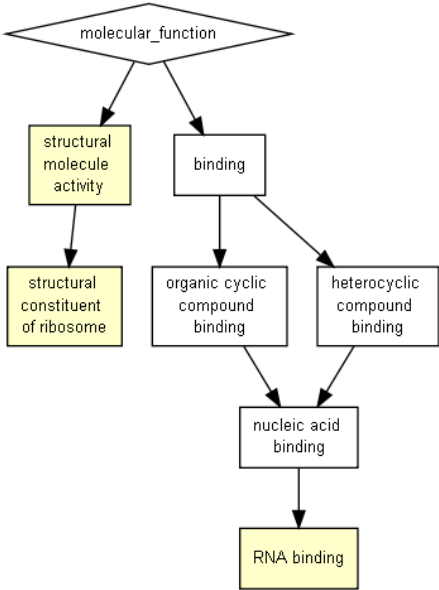 molecular_function
structural
molecule
activity
binding
structural
constituent
of ribosome
organic cyclic
compound
binding
heterocyclic
compound
binding
nucleic acid
binding
RNA binding